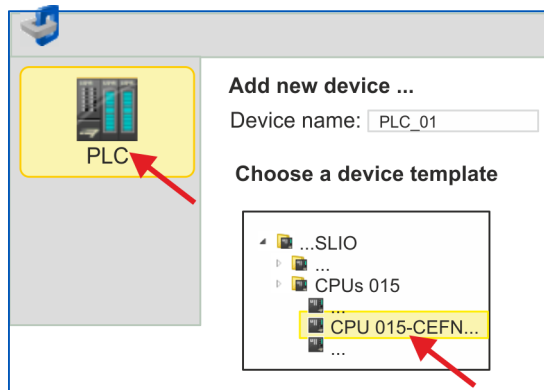 PLC
Add new device ...
Device name: PLC_01
Choose a device template
...SLIO
...
CPUs 015
...
CPU 015-CEFN...
...